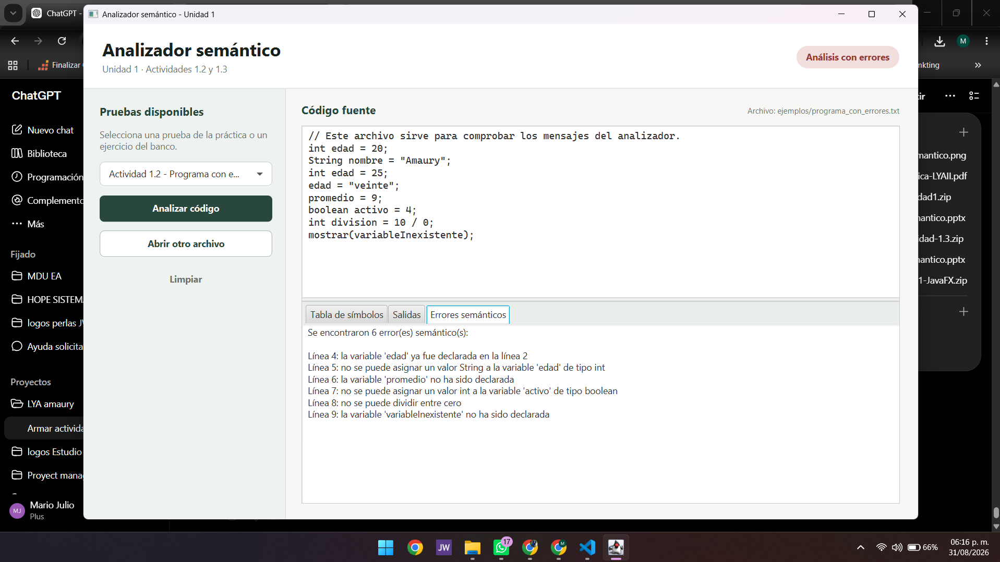 ChatGPT -
Analizador semántico - Unidad 1
M
Finalizar
mkting
»
Analizador semántico
Unidad 1 · Actividades 1.2 y 1.3
Análisis con errores
ChatGPT
Nuevo chat
Biblioteca
Programación
Complemento
Más
Fijado
MDU EA
HOPE SISTEM
logos perlas JW
Ayuda solicita
Proyectos
LYA amaury
Armar activida
logos Estudio
Proyect mana
Mario Julio
MJ
Plus
Pruebas disponibles
Selecciona una prueba de la práctica o un
ejercicio del banco.
Actividad 1.2 - Programa con e...
Analizar código
Abrir otro archivo
Limpiar
Código fuente
Archivo: ejemplos/programa_con_errores.txt
// Este archivo sirve para comprobar los mensajes del analizador.
int edad = 20;
String nombre = "Amaury";
int edad = 25;
edad = "veinte";
promedio = 9;
boolean activo = 4;
int division = 10 / 0;
mostrar(variableInexistente);
Tabla de símbolos
Salidas
Errores semánticos
Se encontraron 6 error(es) semántico(s):
Línea 4: la variable 'edad' ya fue declarada en la línea 2
Línea 5: no se puede asignar un valor String a la variable 'edad' de tipo int
Línea 6: la variable 'promedio' no ha sido declarada
Línea 7: no se puede asignar un valor int a la variable 'activo' de tipo boolean
Línea 8: no se puede dividir entre cero
Línea 9: la variable 'variableInexistente' no ha sido declarada
ir
mantico.png
ica-LYAII.pdf
dad1.zip
nantico.pptx
idad-1.3.zip
nantico.pptx
1-JavaFX.zip
JW
17
M
66%
06:16 p. m.
31/08/2026